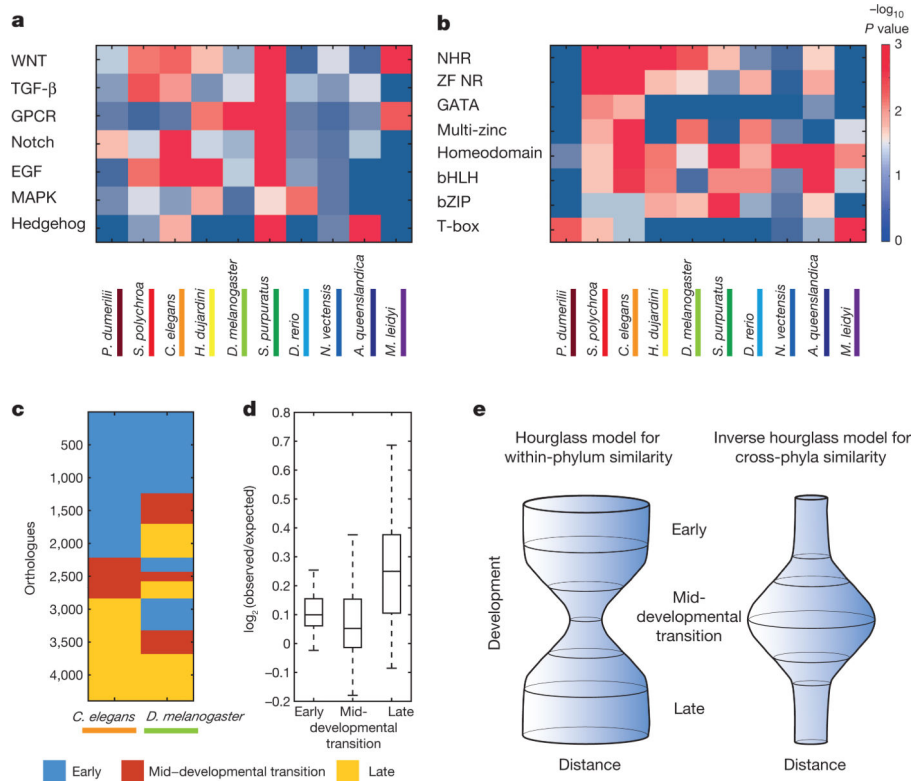 a
WNT
TGF-β
GPCR
Notch
EGF
MAPK
Hedgehog
P. dumerilii
S. polychroa
C. elegans
H. dujardini
D. melanogaster
S. purpuratus
D. rerio
N. vectensis
A. queenslandica
M. leidyi
b
NHR
ZF NR
GATA
Multi-zinc
Homeodomain
bHLH
bZIP
T-box
P. dumerilii
S. polychroa
C. elegans
H. dujardini
D. melanogaster
S. purpuratus
D. rerio
N. vectensis
A. queenslandica
M. leidyi
−log10
P value
3
2
1
0
c
Orthologues
500
1,000
1,500
2,000
2,500
3,000
3,500
4,000
C. elegans
D. melanogaster
Early
Mid–developmental transition
Late
d
log2 (observed/expected)
0.8
0.7
0.6
0.5
0.4
0.3
0.2
0.1
0
−0.1
−0.2
Early
Mid-
developmental
transition
Late
e
Hourglass model for
within-phylum similarity
Inverse hourglass model for
cross-phyla similarity
Development
Early
Mid-
developmental
transition
Late
Distance
Distance